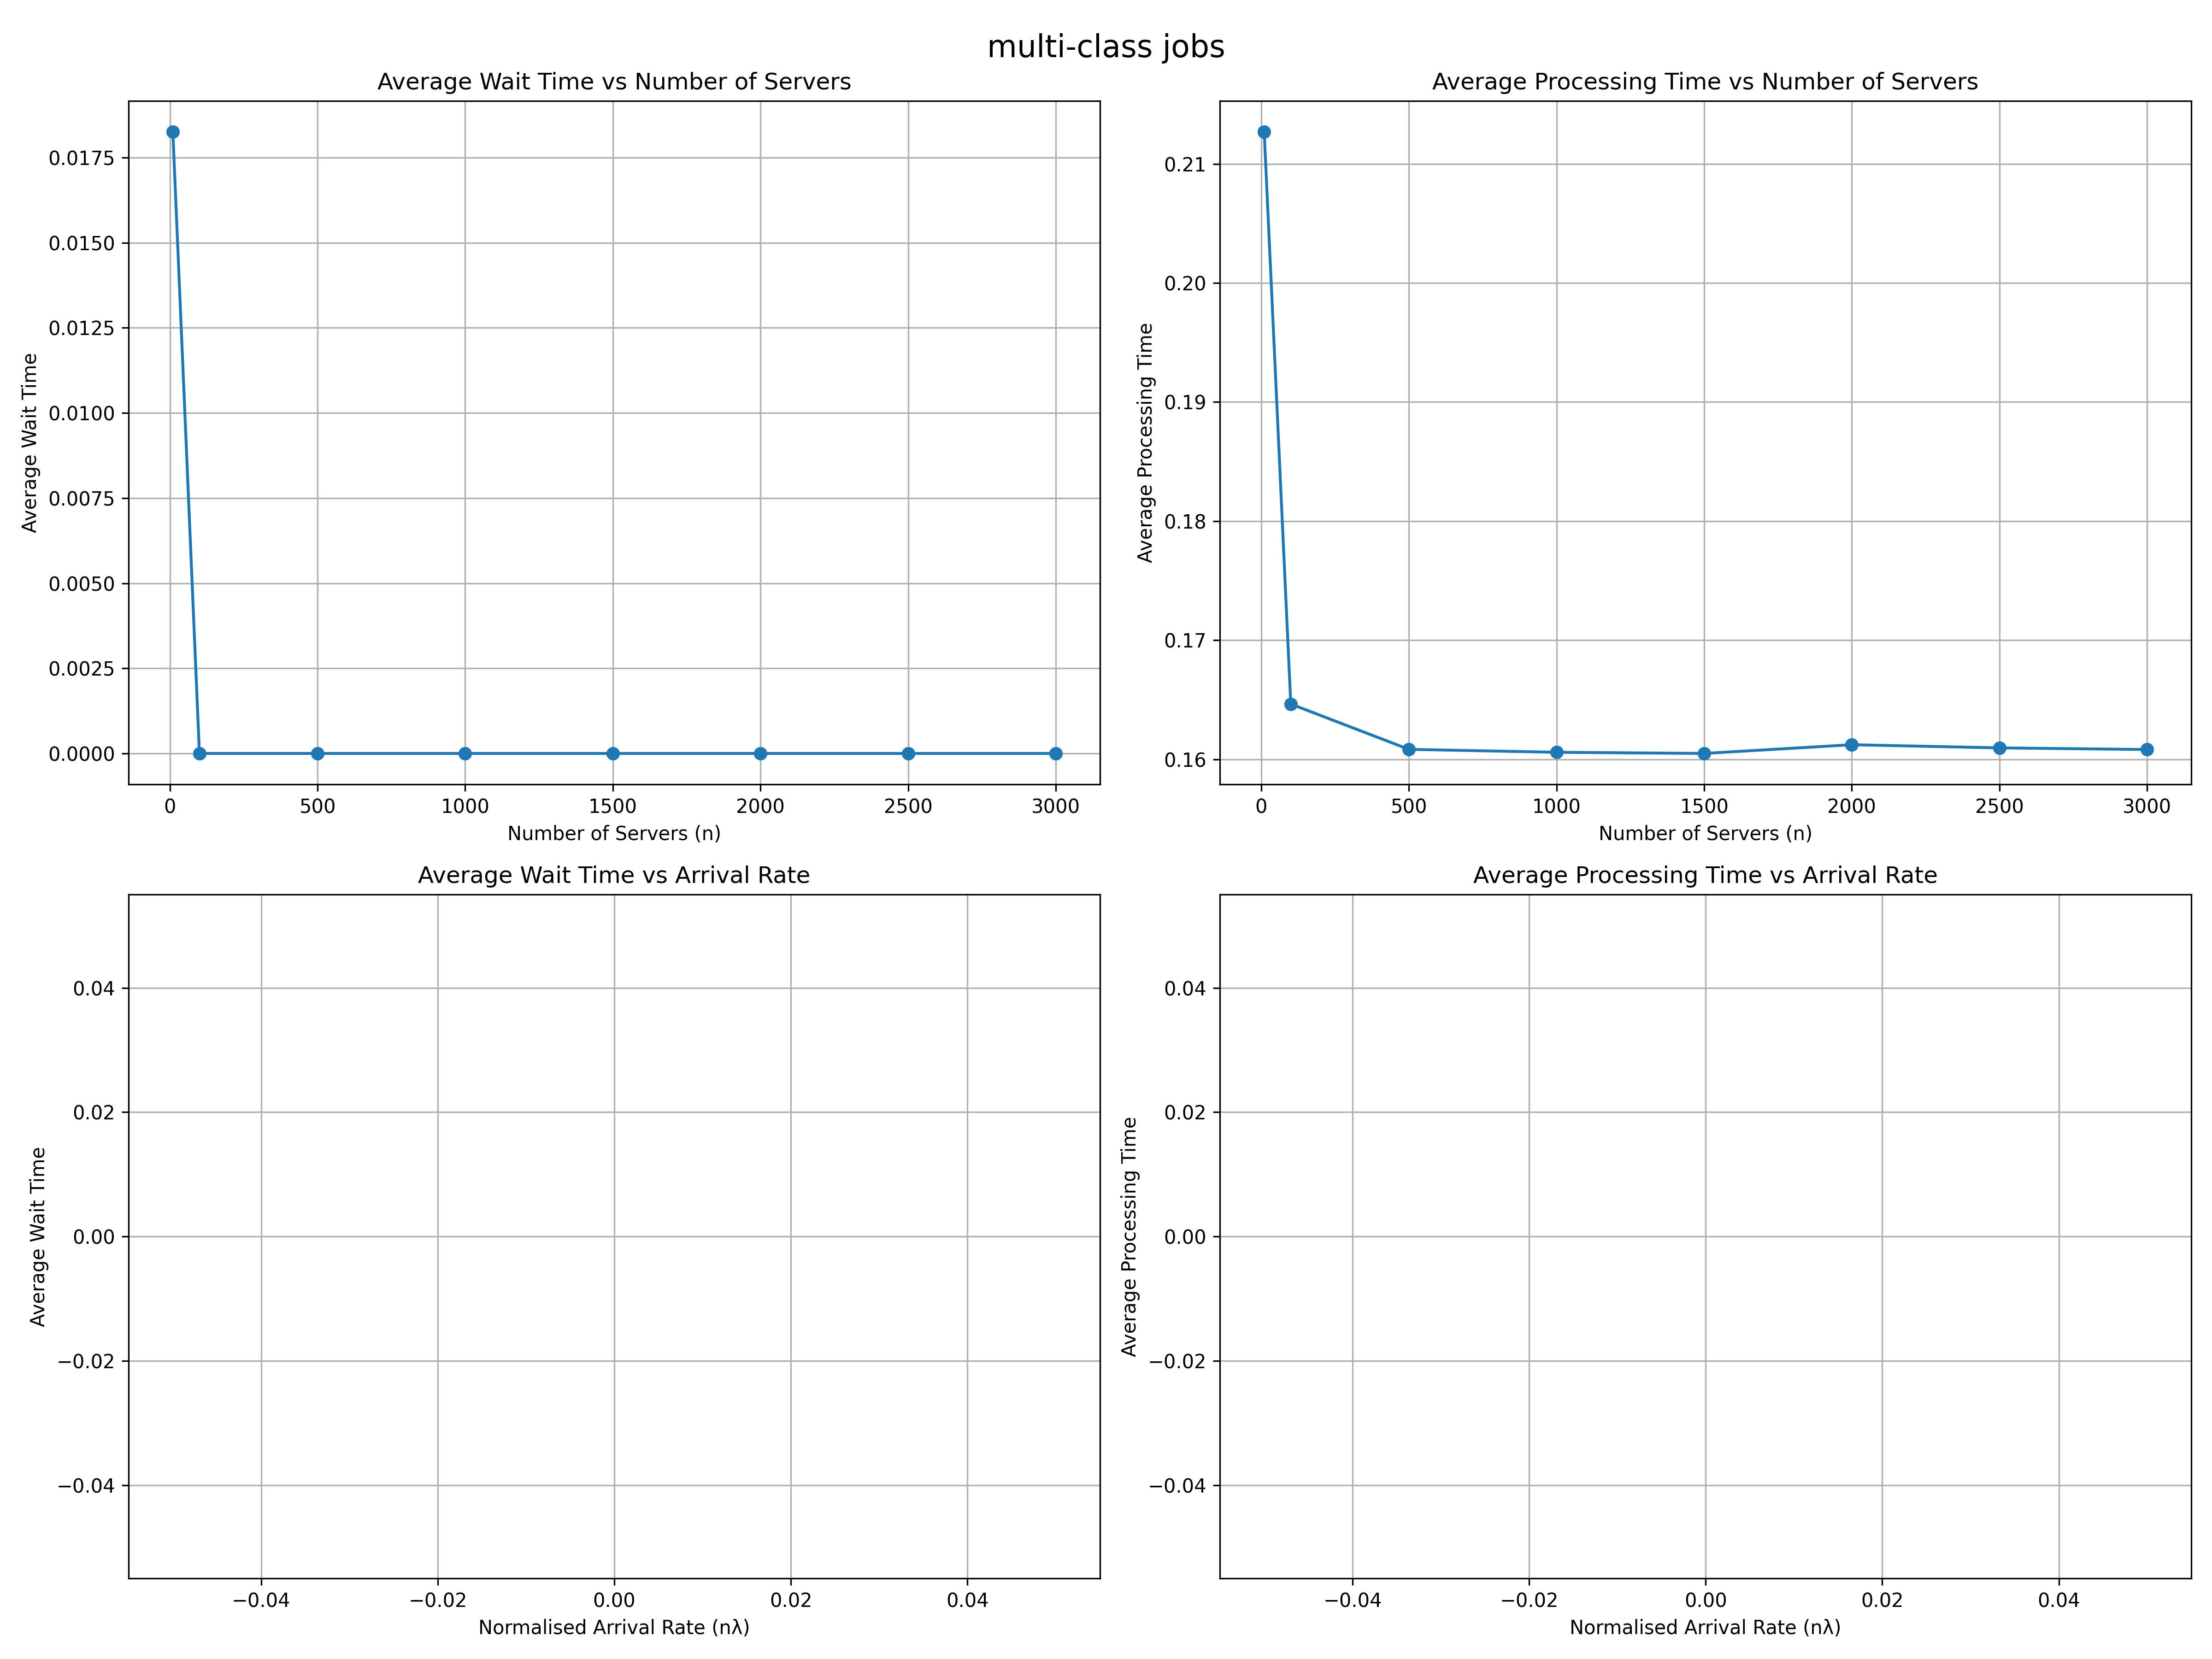 multi-class jobs
Average Wait Time vs Number of Servers
Average Wait Time
0.0175
0.0150
0.0125
0.0100
0.0075
0.0050
0.0025
0.0000
0 500 1000 1500 2000 2500 3000
Number of Servers (n)
Average Processing Time vs Number of Servers
Average Processing Time
0.21
0.20
0.19
0.18
0.17
0.16
0 500 1000 1500 2000 2500 3000
Number of Servers (n)
Average Wait Time vs Arrival Rate
Average Wait Time
0.04
0.02
0.00
−0.02
−0.04
−0.04 −0.02 0.00 0.02 0.04
Normalised Arrival Rate (nλ)
Average Processing Time vs Arrival Rate
Average Processing Time
0.04
0.02
0.00
−0.02
−0.04
−0.04 −0.02 0.00 0.02 0.04
Normalised Arrival Rate (nλ)